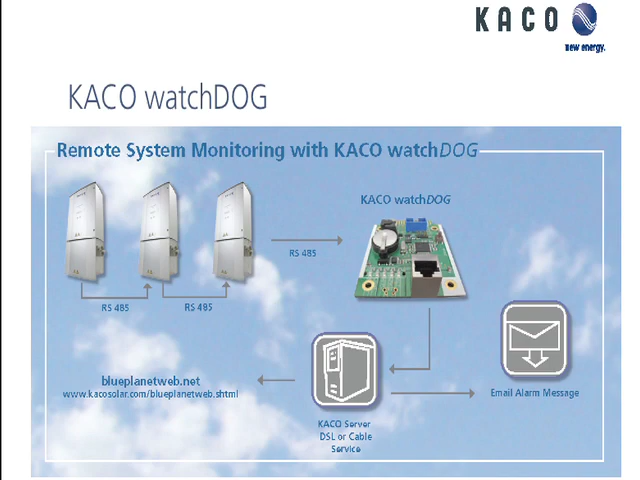 KACO
new energy.
KACO watchDOG
Remote System Monitoring with KACO watchDOG
KACO watchDOG
RS 485
RS 485
RS 485
blueplanetweb.net
www.kacosolar.com/blueplanetweb.shtml
KACO Server
DSL or Cable
Service
Email Alarm Message